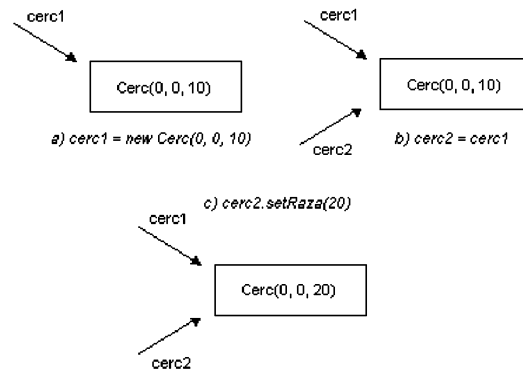 cerc1
Cerc(0, 0, 10)
a) cerc1 = new Cerc(0, 0, 10)
cerc1
Cerc(0, 0, 10)
cerc2
b) cerc2 = cerc1
c) cerc2.setRaza(20)
cerc1
Cerc(0, 0, 20)
cerc2